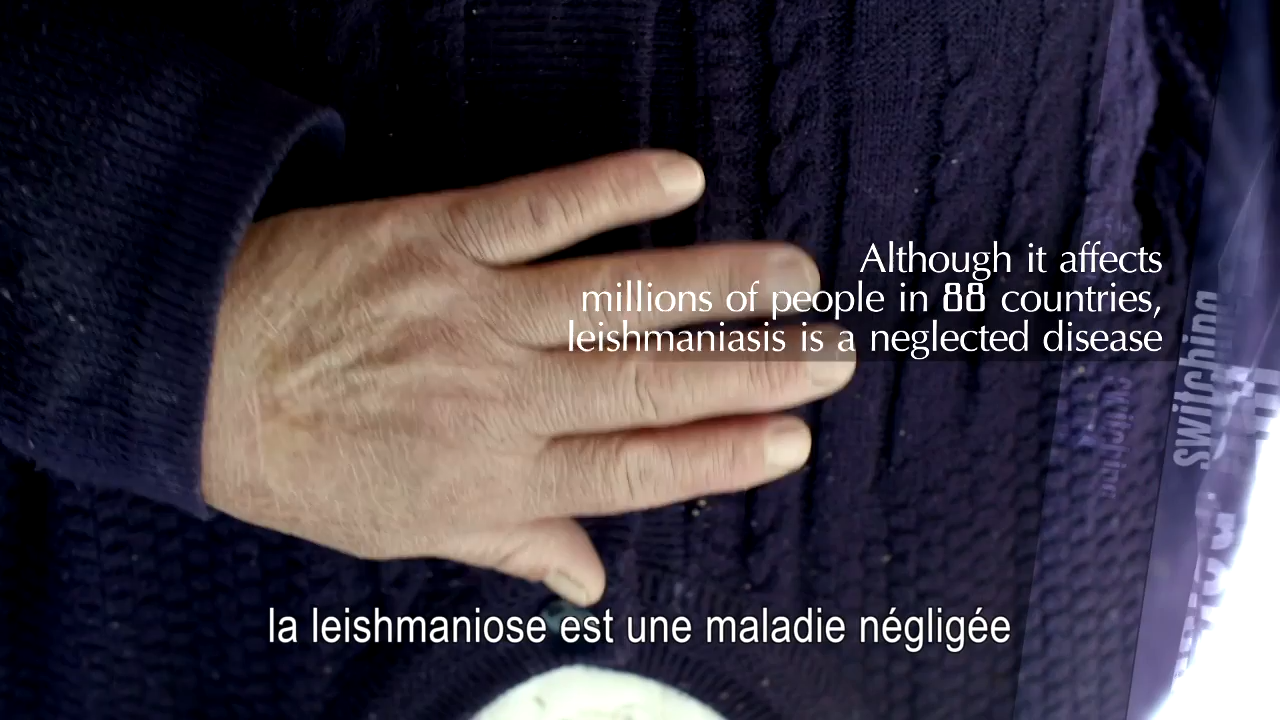 Although it affects
millions of people in 88 countries,
leishmaniasis is a neglected disease
switching
switching
la leishmaniose est une maladie négligée